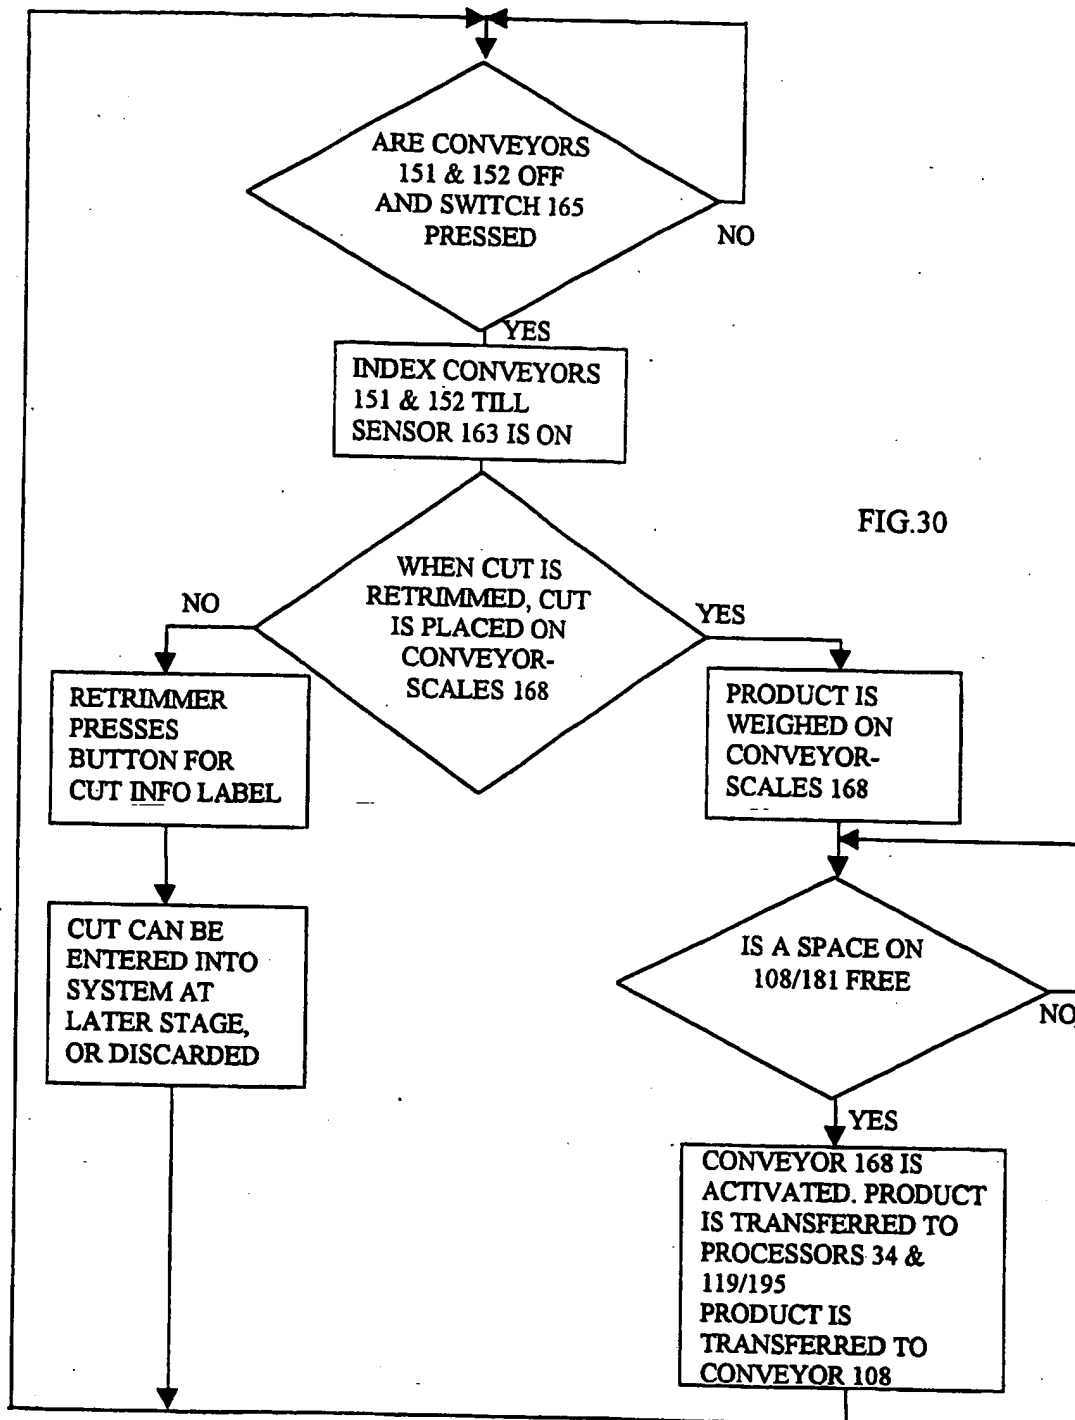 ARE CONVEYORS
151 & 152 OFF
AND SWITCH 165
PRESSED
NO
YES
INDEX CONVEYORS
151 & 152 TILL
SENSOR 163 IS ON
FIG.30
WHEN CUT IS
RETRIMMED, CUT
IS PLACED ON
CONVEYOR-
SCALES 168
NO
YES
RETRIMMER
PRESSES
BUTTON FOR
CUT INFO LABEL
PRODUCT IS
WEIGHED ON
CONVEYOR-
SCALES 168
CUT CAN BE
ENTERED INTO
SYSTEM AT
LATER STAGE,
OR DISCARDED
IS A SPACE ON
108/181 FREE
NO
YES
CONVEYOR 168 IS
ACTIVATED. PRODUCT
IS TRANSFERRED TO
PROCESSORS 34 &
119/195
PRODUCT IS
TRANSFERRED TO
CONVEYOR 108